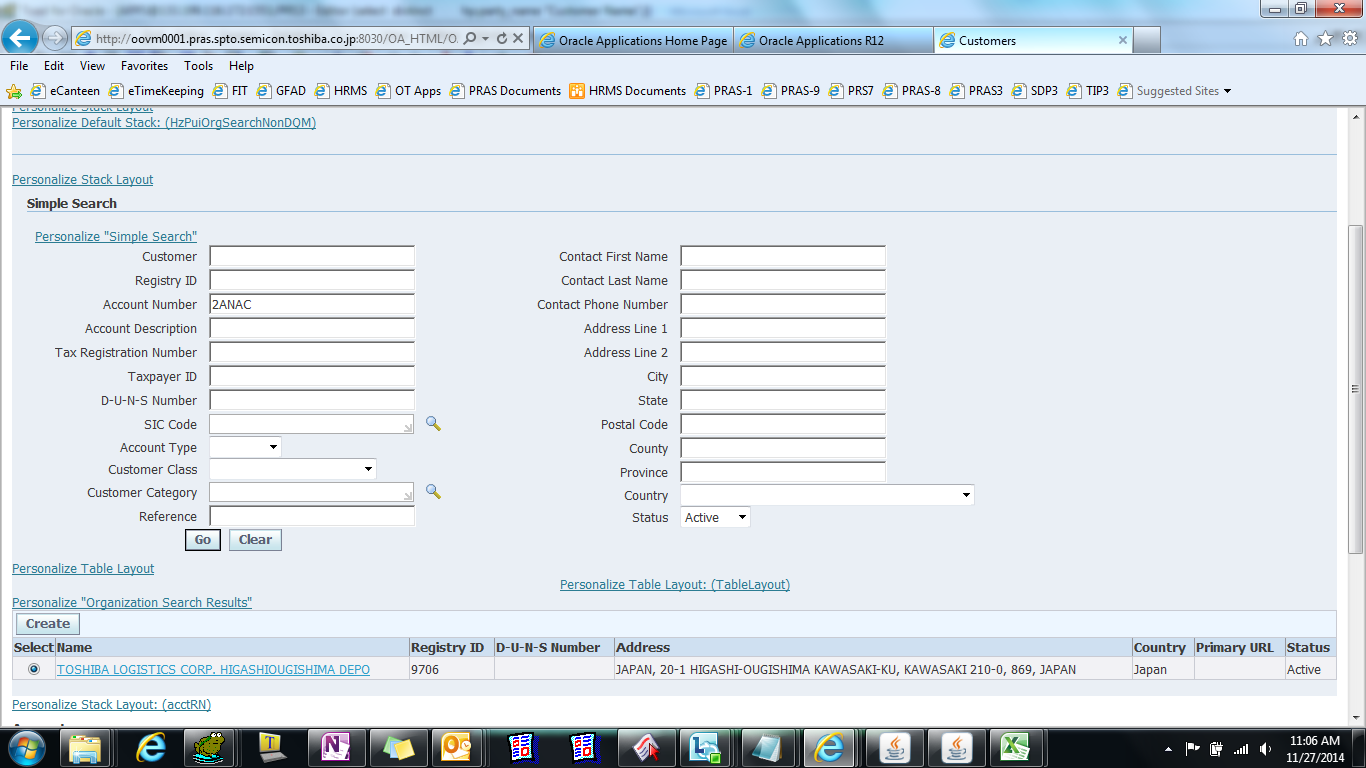 http://oovm0001.pras.spto.semicon.toshiba.co.jp:8030/OA_HTML/O
Oracle Applications Home Page
Oracle Applications R12
Customers
File Edit View Favorites Tools Help
eCanteen eTimeKeeping FIT GFAD HRMS OT Apps PRAS Documents HRMS Documents PRAS-1 PRAS-9 PRS7 PRAS-8 PRAS3 SDP3 TIP3 Suggested Sites
Personalize Stack Layout
Personalize Default Stack: (HzPuiOrgSearchNonDQM)
Personalize Stack Layout
Simple Search
Personalize "Simple Search"
Customer Contact First Name
Registry ID Contact Last Name
Account Number 2ANAC Contact Phone Number
Account Description Address Line 1
Tax Registration Number Address Line 2
Taxpayer ID City
D-U-N-S Number State
SIC Code Postal Code
Account Type County
Customer Class Province
Customer Category Country
Reference Status Active
Go Clear
Personalize Table Layout
Personalize Table Layout: (TableLayout)
Personalize "Organization Search Results"
Create
Select Name Registry ID D-U-N-S Number Address Country Primary URL Status
TOSHIBA LOGISTICS CORP. HIGASHIOUGISHIMA DEPO 9706 JAPAN, 20-1 HIGASHI-OUGISHIMA KAWASAKI-KU, KAWASAKI 210-0, 869, JAPAN Japan Active
Personalize Stack Layout: (acctRN)
11:06 AM
11/27/2014